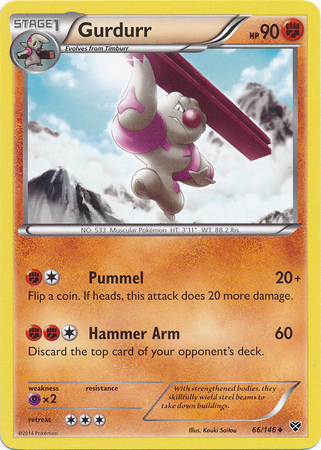 STAGE1
Gurdurr
HP 90
Evolves from Timburr
NO. 533 Muscular Pokémon HT: 3'11" WT: 88.2 lbs.
Pummel 20+
Flip a coin. If heads, this attack does 20 more damage.
Hammer Arm 60
Discard the top card of your opponent's deck.
weakness resistance
×2
retreat
With strengthened bodies, they
skillfully wield steel beams to
take down buildings.
©2014 Pokémon
Illus. Kouki Saitou
66/146
XY